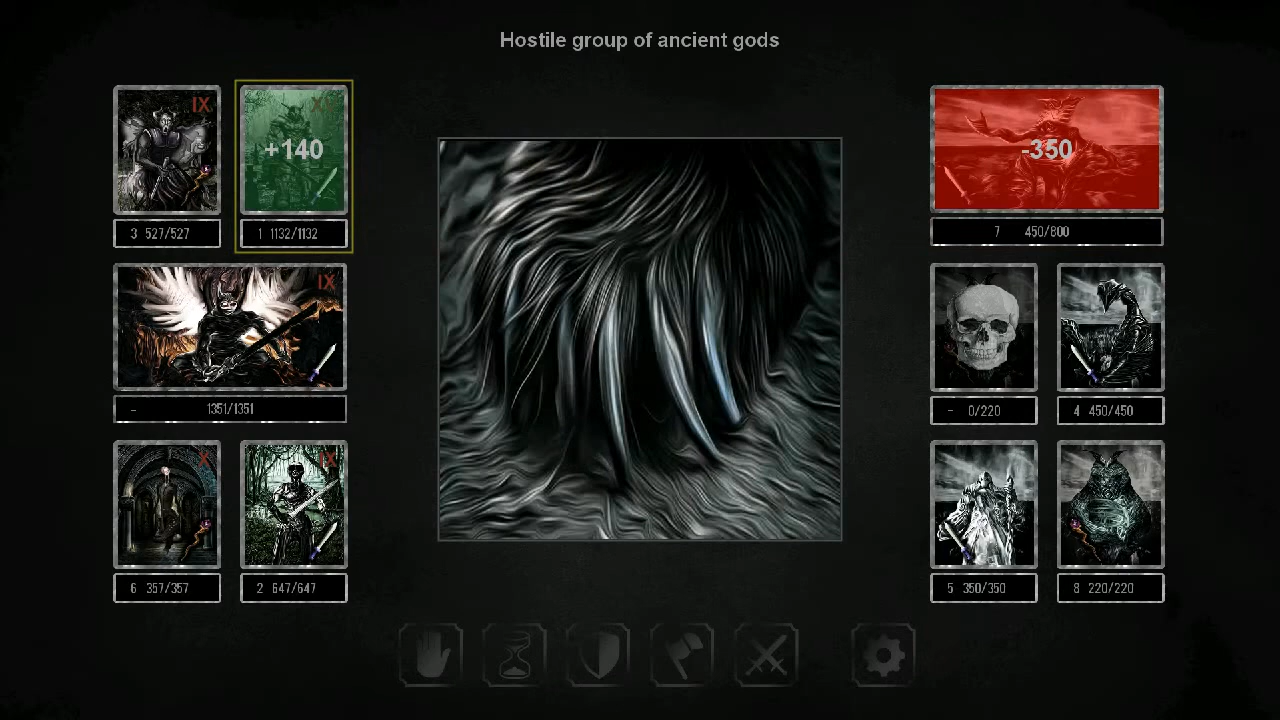 Hostile group of ancient gods
IX
+140
3 527/527
1 1132/1132
IX
– 1351/1351
X
IX
6 357/357
2 647/647
-350
7 450/800
– 0/220
4 450/450
5 350/350
8 220/220